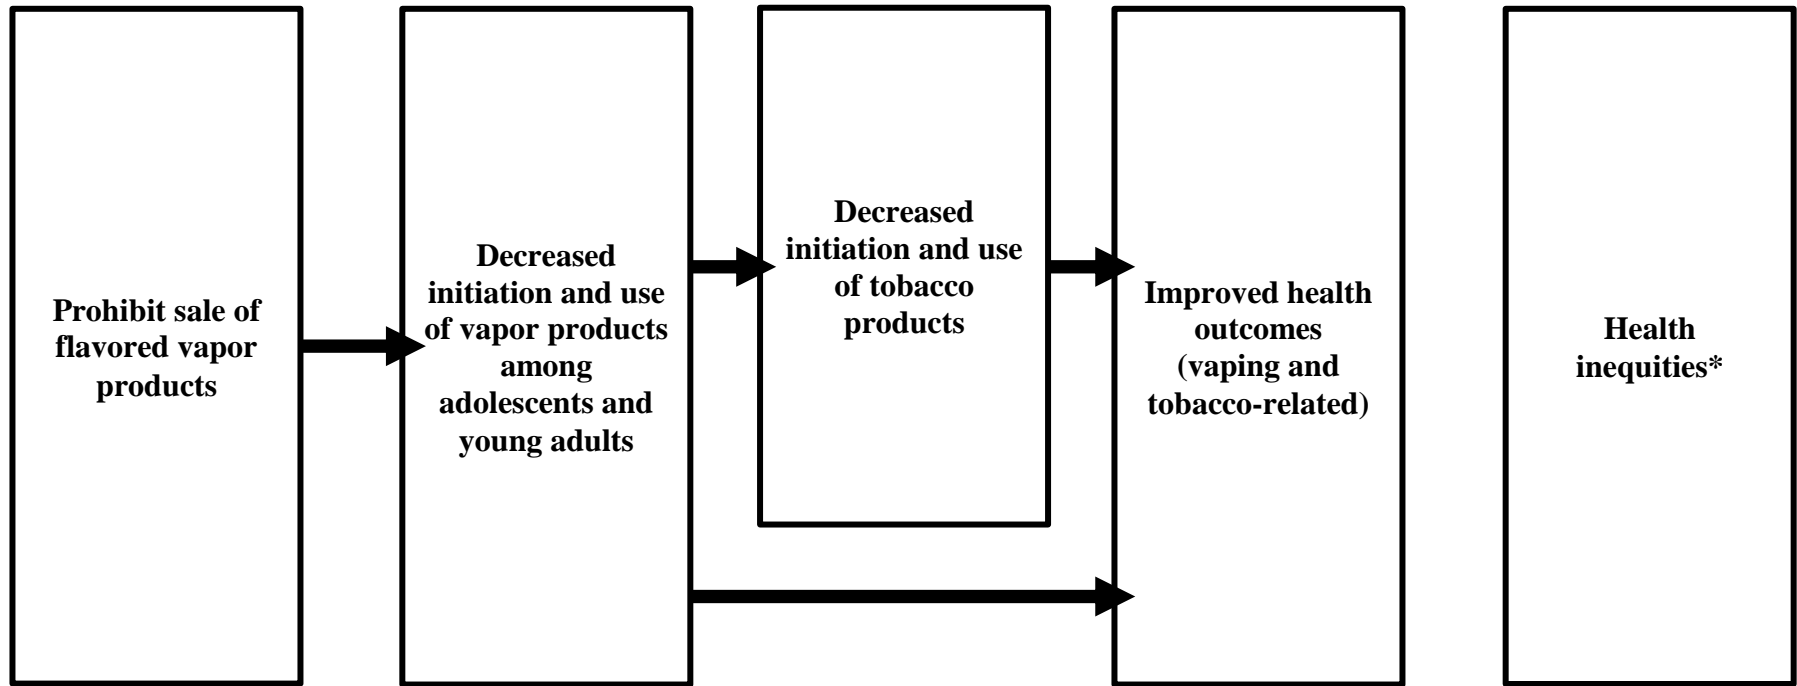 Prohibit sale of
flavored vapor
products
Decreased
initiation and use
of vapor products
among
adolescents and
young adults
Decreased
initiation and use
of tobacco
products
Improved health
outcomes
(vaping and
tobacco-related)
Health
inequities*